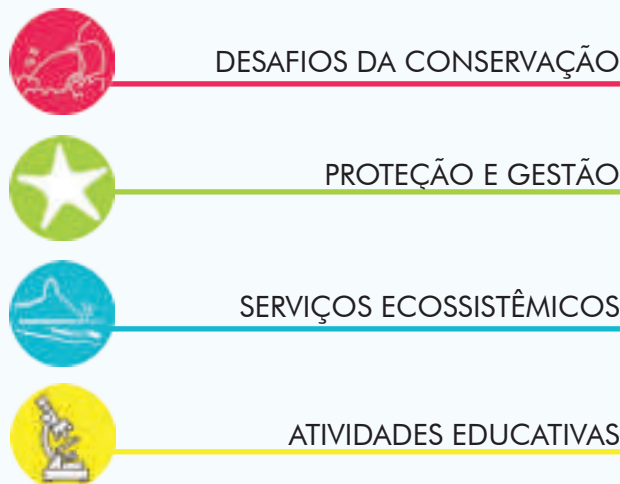 DESAFIOS DA CONSERVAÇÃO
PROTEÇÃO E GESTÃO
SERVIÇOS ECOSSISTÊMICOS
ATIVIDADES EDUCATIVAS